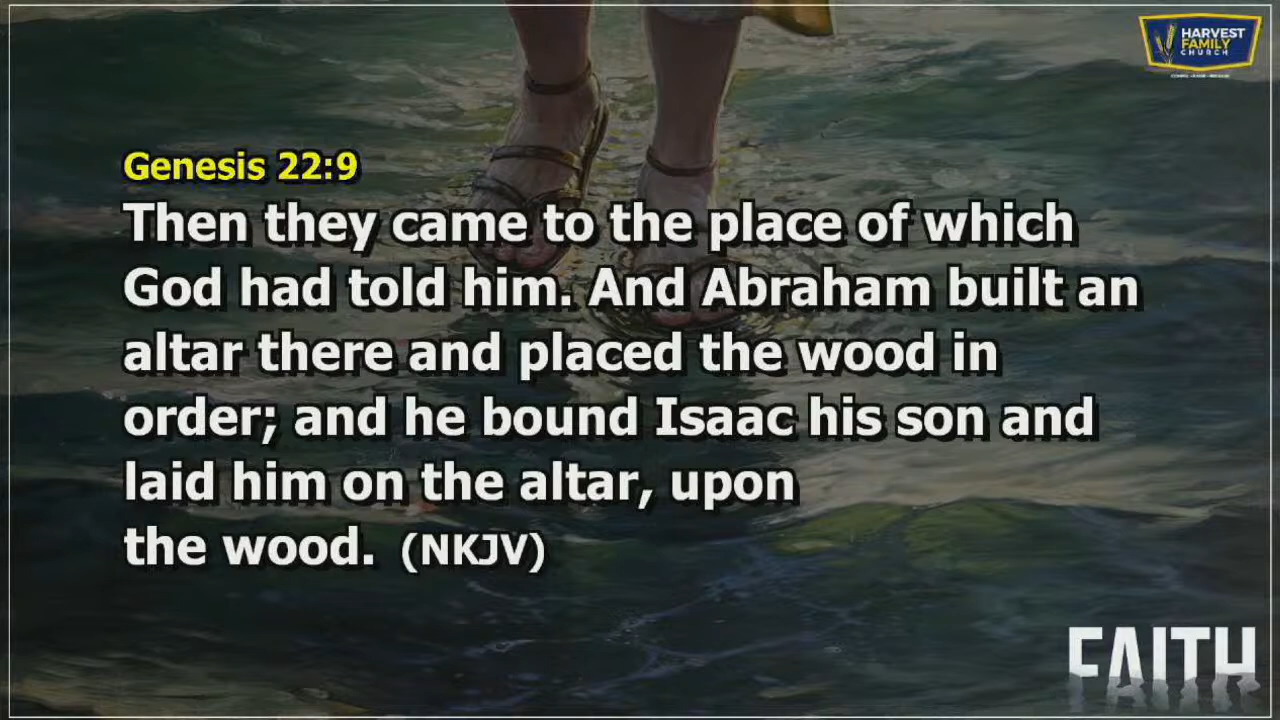 HARVEST
FAMILY
CHURCH
Genesis 22:9
Then they came to the place of which
God had told him. And Abraham built an
altar there and placed the wood in
order; and he bound Isaac his son and
laid him on the altar, upon
the wood. (NKJV)
FAITH